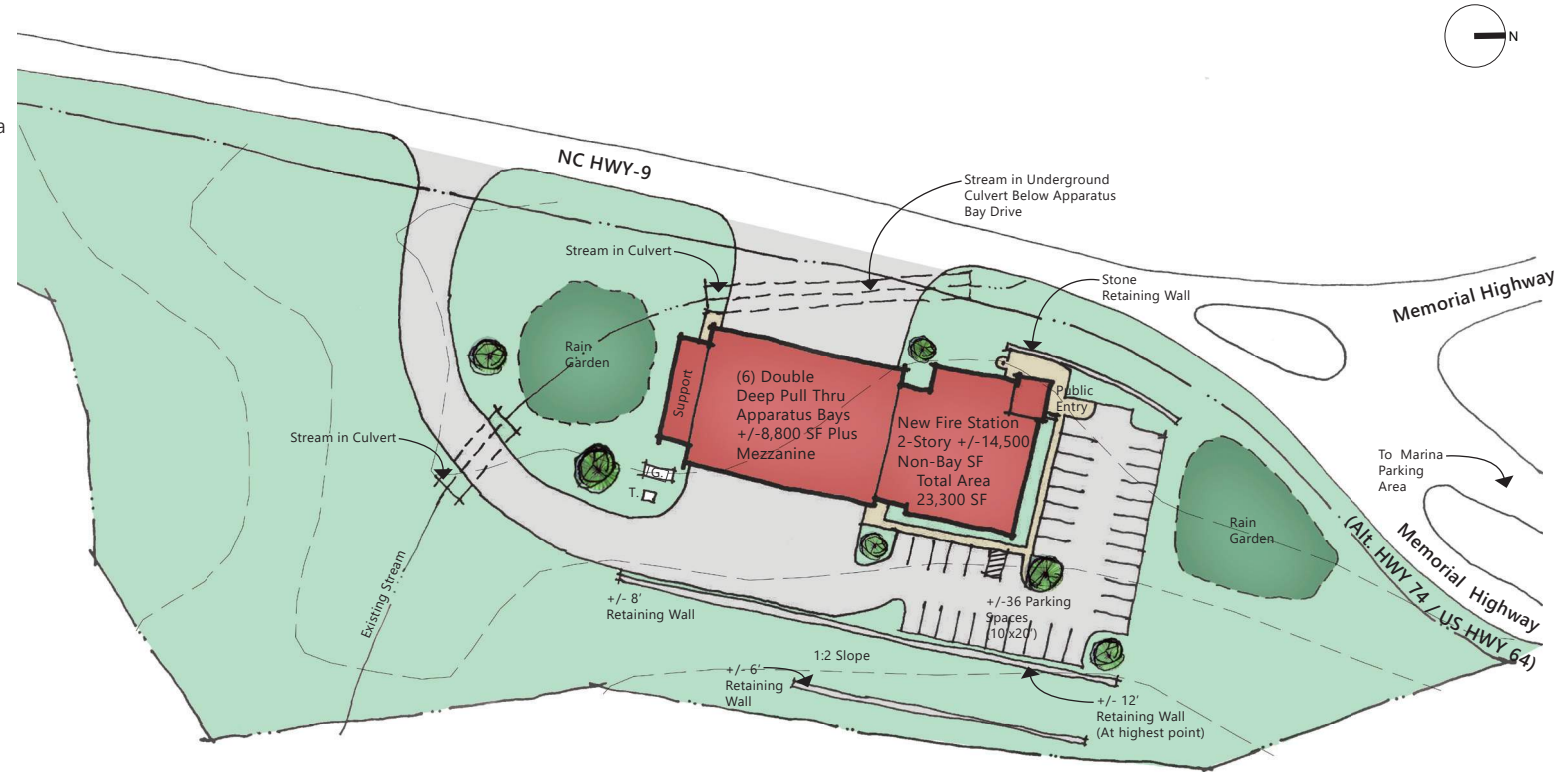 N
a
NC HWY-9
Stream in Underground
Culvert Below Apparatus
Bay Drive
Stream in Culvert
Stone
Retaining Wall
Memorial Highway
Rain
Garden
Support
(6) Double
Deep Pull Thru
Apparatus Bays
+/-8,800 SF Plus
Mezzanine
Public
Entry
New Fire Station
2-Story +/-14,500
Non-Bay SF
Total Area
23,300 SF
Stream in Culvert
G.
T.
To Marina
Parking
Area
Rain
Garden
Memorial Highway
(Alt. HWY 74 / US HWY 64)
Existing Stream
+/- 8'
Retaining Wall
+/-36 Parking
Spaces
(10'x20')
1:2 Slope
+/- 6'
Retaining
Wall
+/- 12'
Retaining Wall
(At highest point)